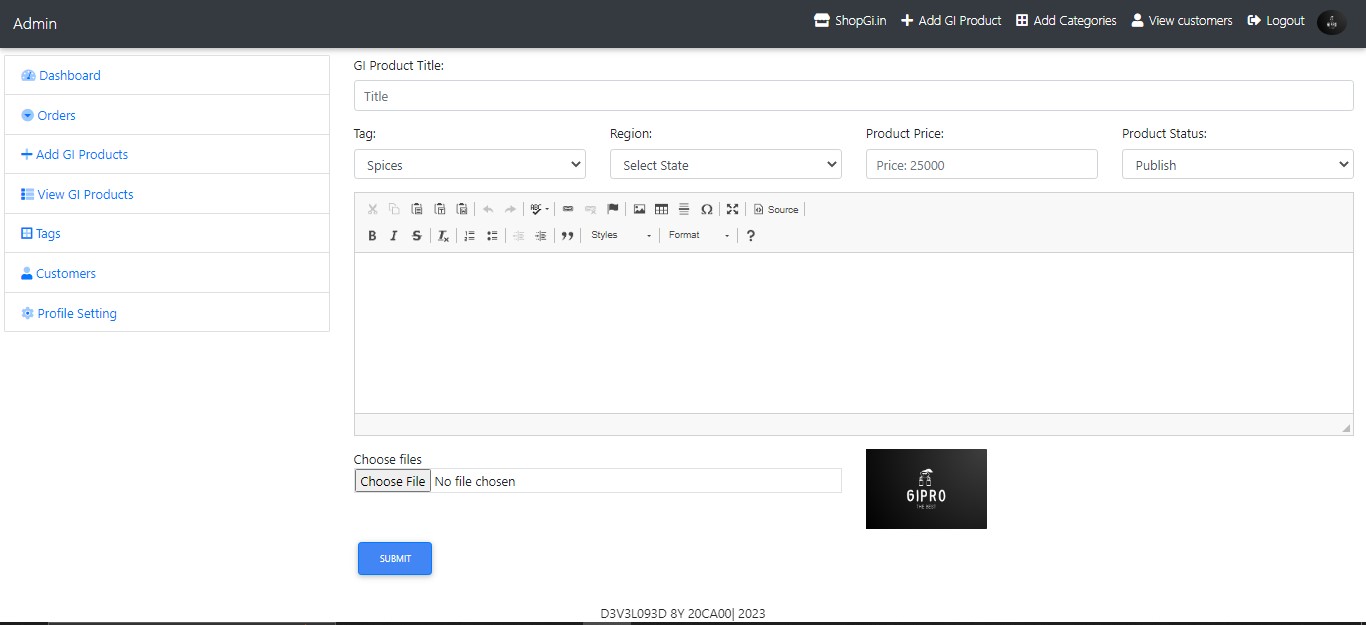 Admin
ShopGi.in Add GI Product Add Categories View customers Logout
Dashboard
Orders
Add GI Products
View GI Products
Tags
Customers
Profile Setting
GI Product Title:
Title
Tag: Region: Product Price: Product Status:
Spices Select State Price: 25000 Publish
ABC Ω Source
B I S Tx Styles Format ?
Choose files
Choose File No file chosen
GIPRO
THE BEST
SUBMIT
D3V3L093D 8Y 20CA00| 2023